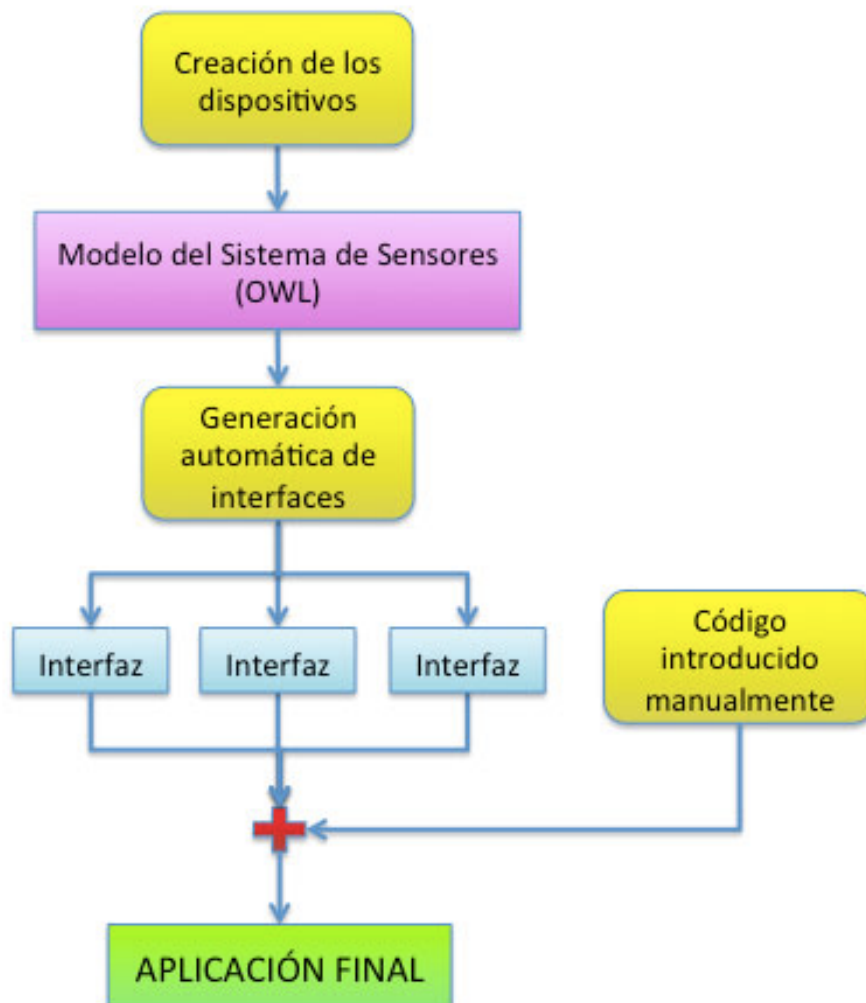 Creación de los
dispositivos
Modelo del Sistema de Sensores
(OWL)
Generación
automática de
interfaces
Interfaz
Interfaz
Interfaz
Código
introducido
manualmente
APLICACIÓN FINAL